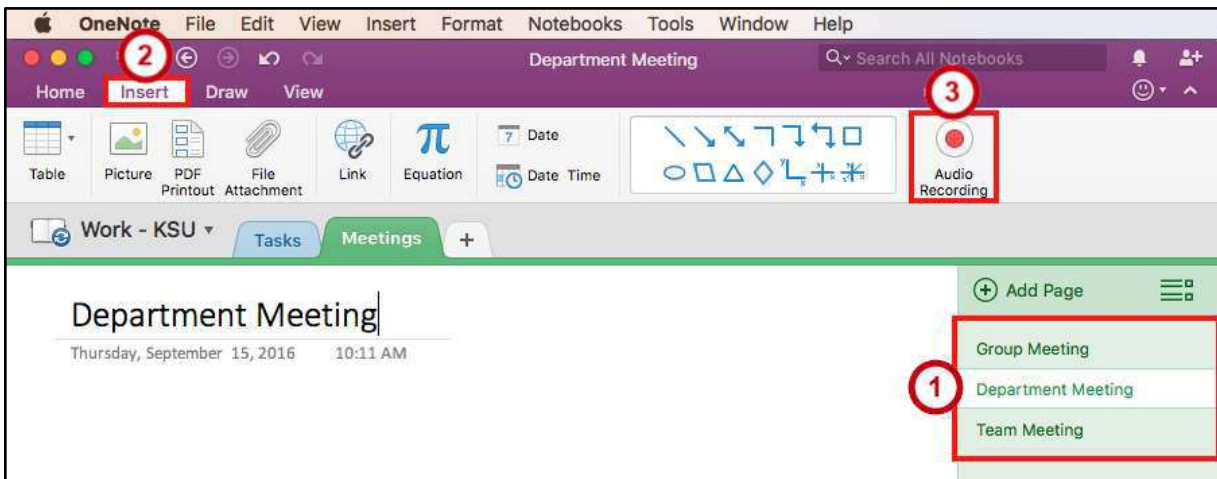 OneNote File Edit View Insert Format Notebooks Tools Window Help
2
Department Meeting
Search All Notebooks
Home Insert Draw View
3
Table
Picture
PDF Printout
File Attachment
Link
π
Equation
7 Date
Date Time
Audio Recording
Work - KSU
Tasks
Meetings
+
Department Meeting
Thursday, September 15, 2016 10:11 AM
Add Page
1
Group Meeting
Department Meeting
Team Meeting